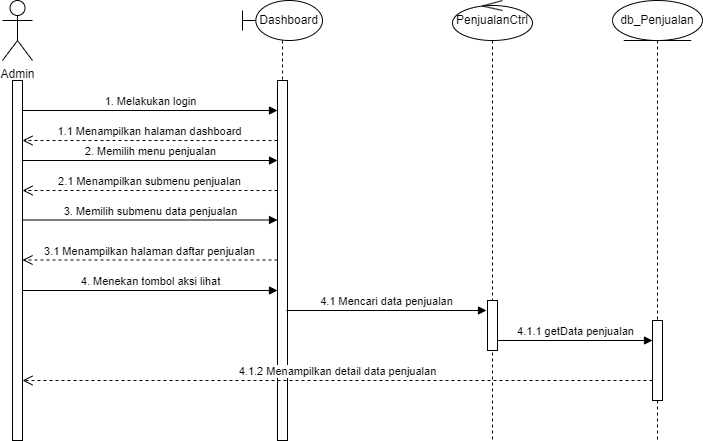 Dashboard
PenjualanCtrl
db_Penjualan
Admin
1. Melakukan login
1.1 Menampilkan halaman dashboard
2. Memilih menu penjualan
2.1 Menampilkan submenu penjualan
3. Memilih submenu data penjualan
3.1 Menampilkan halaman daftar penjualan
4. Menekan tombol aksi lihat
4.1 Mencari data penjualan
4.1.1 getData penjualan
4.1.2 Menampilkan detail data penjualan